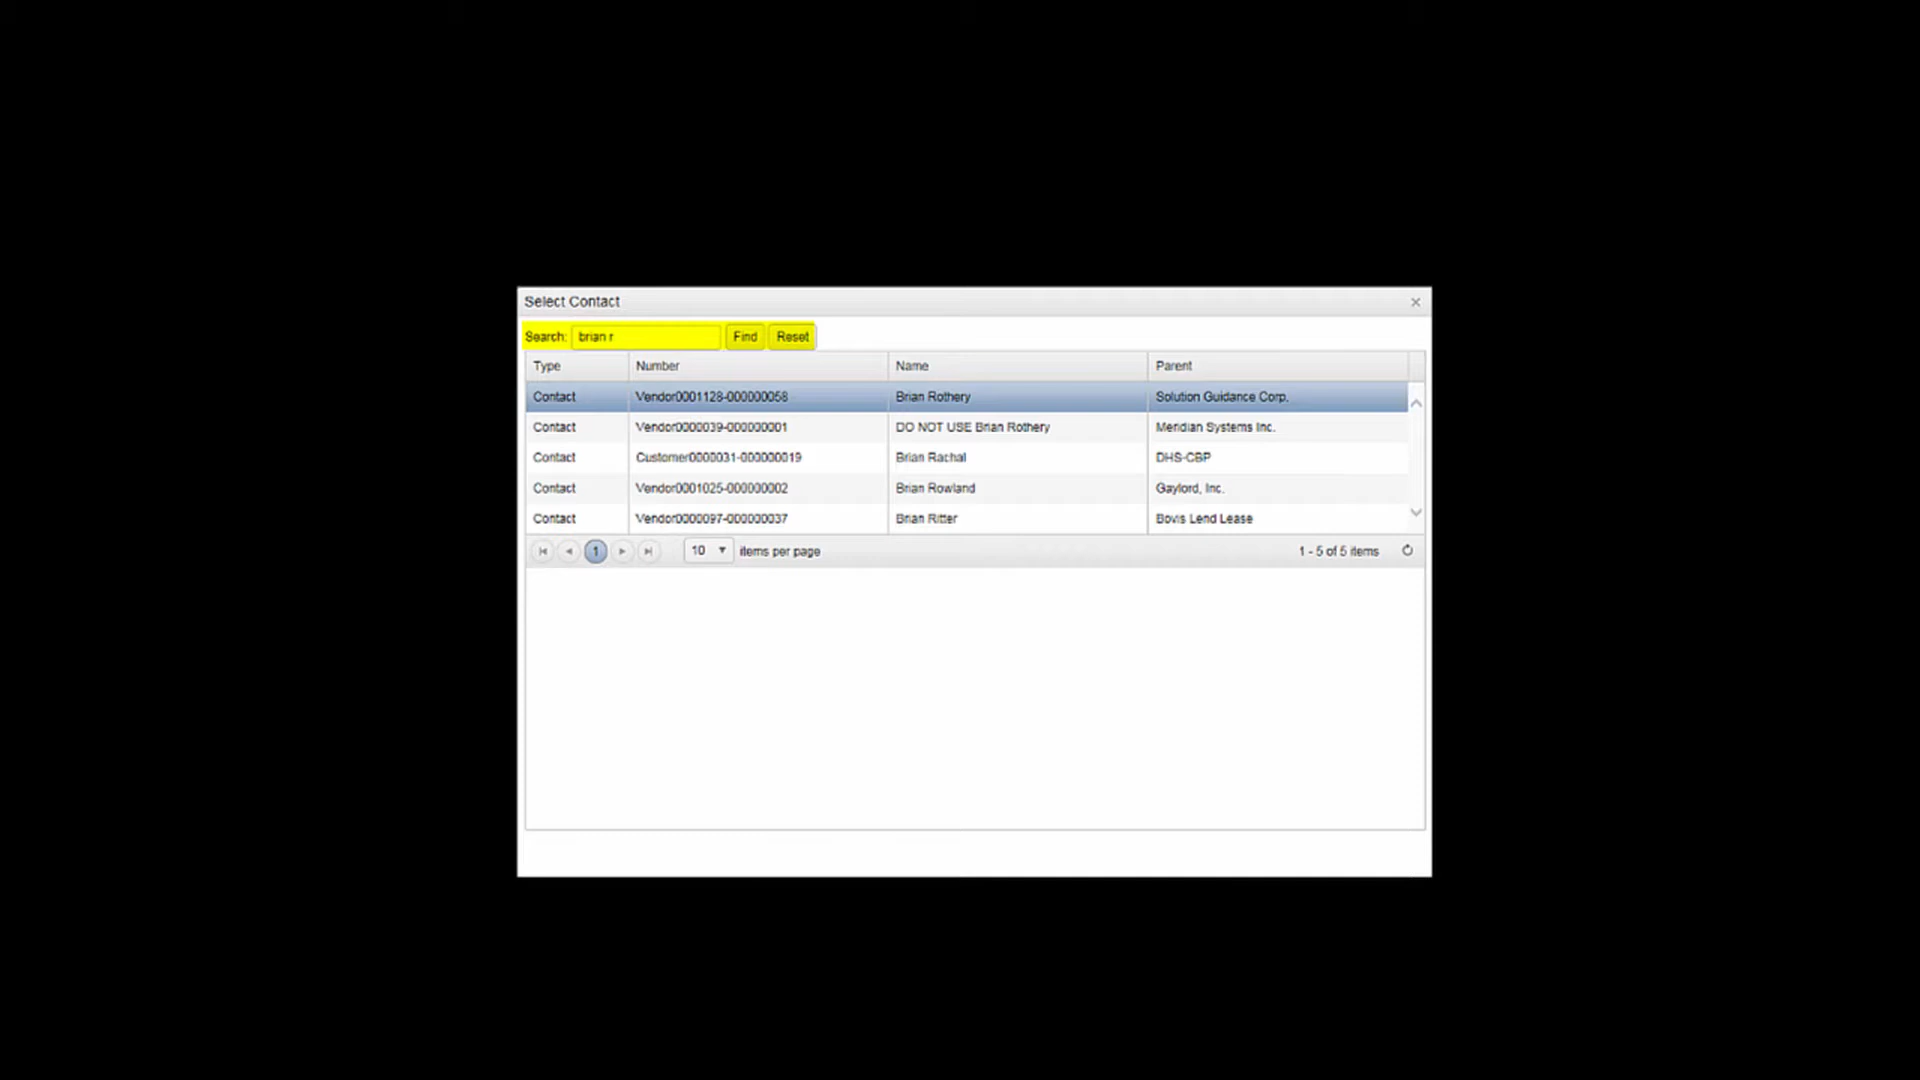 Select Contact
Search: brian r Find Reset
Type Number Name Parent
Contact Vendor0001128-000000058 Brian Rothery Solution Guidance Corp.
Contact Vendor0000039-000000001 DO NOT USE Brian Rothery Meridian Systems Inc.
Contact Customer0000031-000000019 Brian Rachal DHS-CBP
Contact Vendor0001025-000000002 Brian Rowland Gaylord, Inc.
Contact Vendor0000097-000000037 Brian Ritter Bovis Lend Lease
1 10 items per page 1 - 5 of 5 items